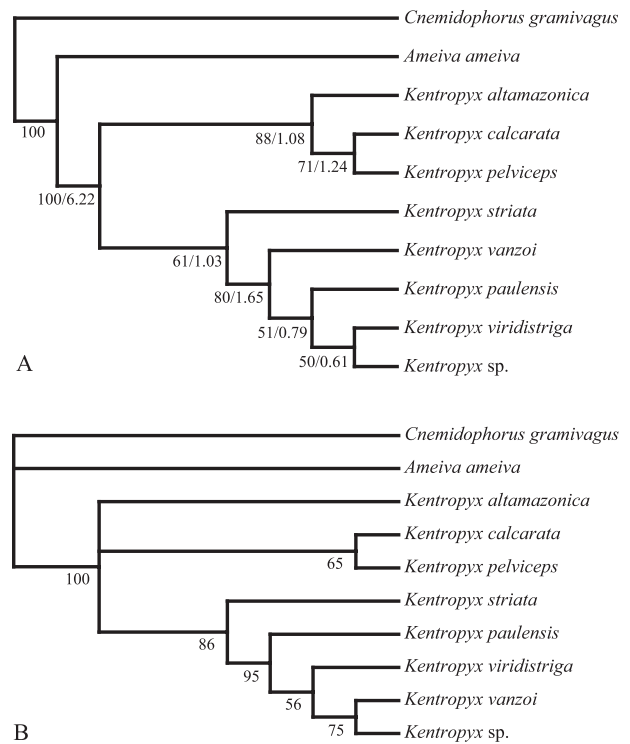 Cnemidophorus gramivagus
Ameiva ameiva
Kentropyx altamazonica
88/1.08
Kentropyx calcarata
100
71/1.24
Kentropyx pelviceps
100/6.22
Kentropyx striata
61/1.03
Kentropyx vanzoi
80/1.65
Kentropyx paulensis
51/0.79
Kentropyx viridistriga
50/0.61
Kentropyx sp.
A
Cnemidophorus gramivagus
Ameiva ameiva
Kentropyx altamazonica
Kentropyx calcarata
65
Kentropyx pelviceps
100
Kentropyx striata
86
Kentropyx paulensis
95
Kentropyx viridistriga
56
Kentropyx vanzoi
75
Kentropyx sp.
B